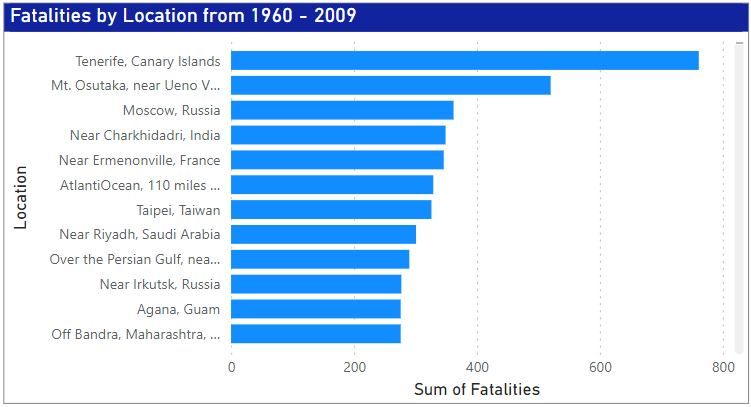 Fatalities by Location from 1960 - 2009
Tenerife, Canary Islands
Mt. Osutaka, near Ueno V...
Moscow, Russia
Near Charkhidadri, India
Near Ermenonville, France
AtlantiOcean, 110 miles ...
Taipei, Taiwan
Near Riyadh, Saudi Arabia
Over the Persian Gulf, nea...
Near Irkutsk, Russia
Agana, Guam
Off Bandra, Maharashtra, ...
Location
0 200 400 600 800
Sum of Fatalities